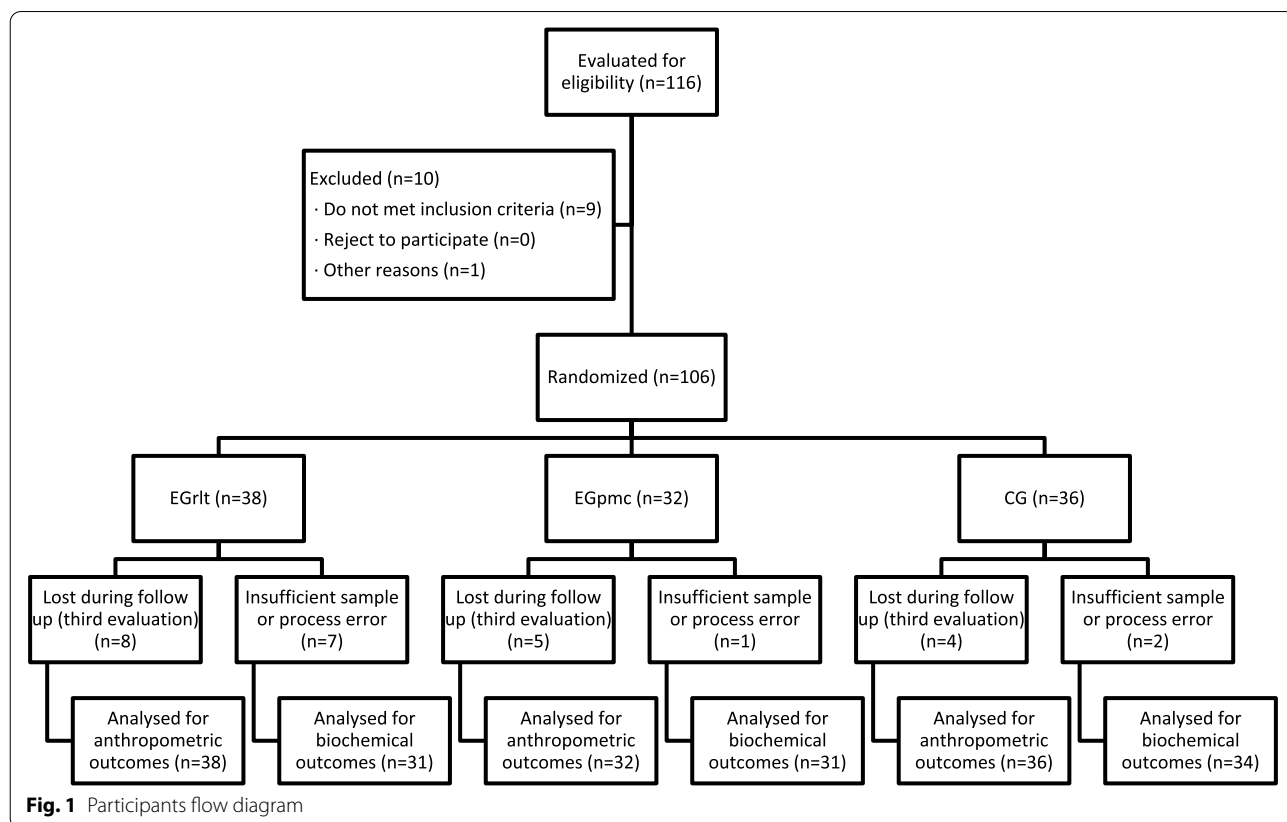 Evaluated for
eligibility (n=116)
Excluded (n=10)
· Do not met inclusion criteria (n=9)
· Reject to participate (n=0)
· Other reasons (n=1)
Randomized (n=106)
EGrlt (n=38)
EGpmc (n=32)
CG (n=36)
Lost during follow
up (third evaluation)
(n=8)
Insufficient sample
or process error
(n=7)
Lost during follow
up (third evaluation)
(n=5)
Insufficient sample
or process error
(n=1)
Lost during follow
up (third evaluation)
(n=4)
Insufficient sample
or process error
(n=2)
Analysed for
anthropometric
outcomes (n=38)
Analysed for
biochemical
outcomes (n=31)
Analysed for
anthropometric
outcomes (n=32)
Analysed for
biochemical
outcomes (n=31)
Analysed for
anthropometric
outcomes (n=36)
Analysed for
biochemical
outcomes (n=34)
Fig. 1 Participants flow diagram